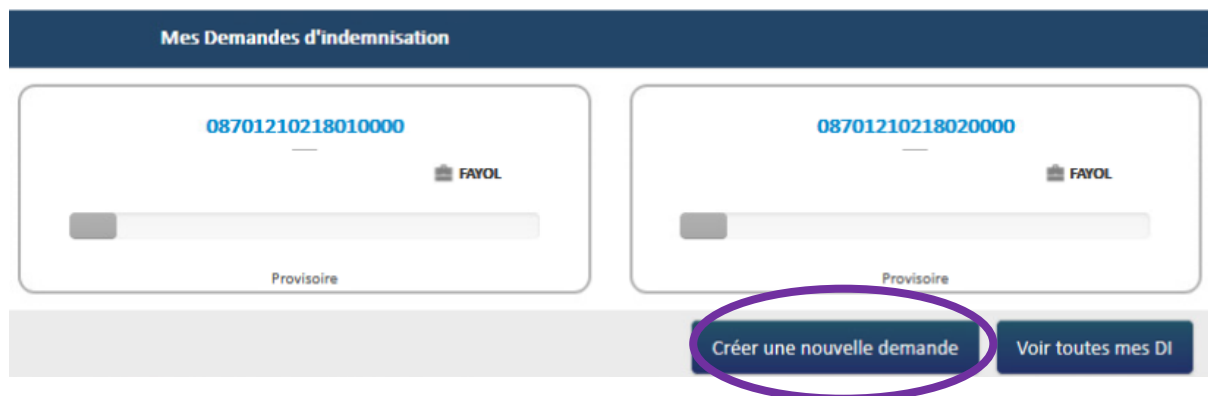 Mes Demandes d'indemnisation
08701210218010000
FAYOL
Provisoire
08701210218020000
FAYOL
Provisoire
Créer une nouvelle demande
Voir toutes mes DI